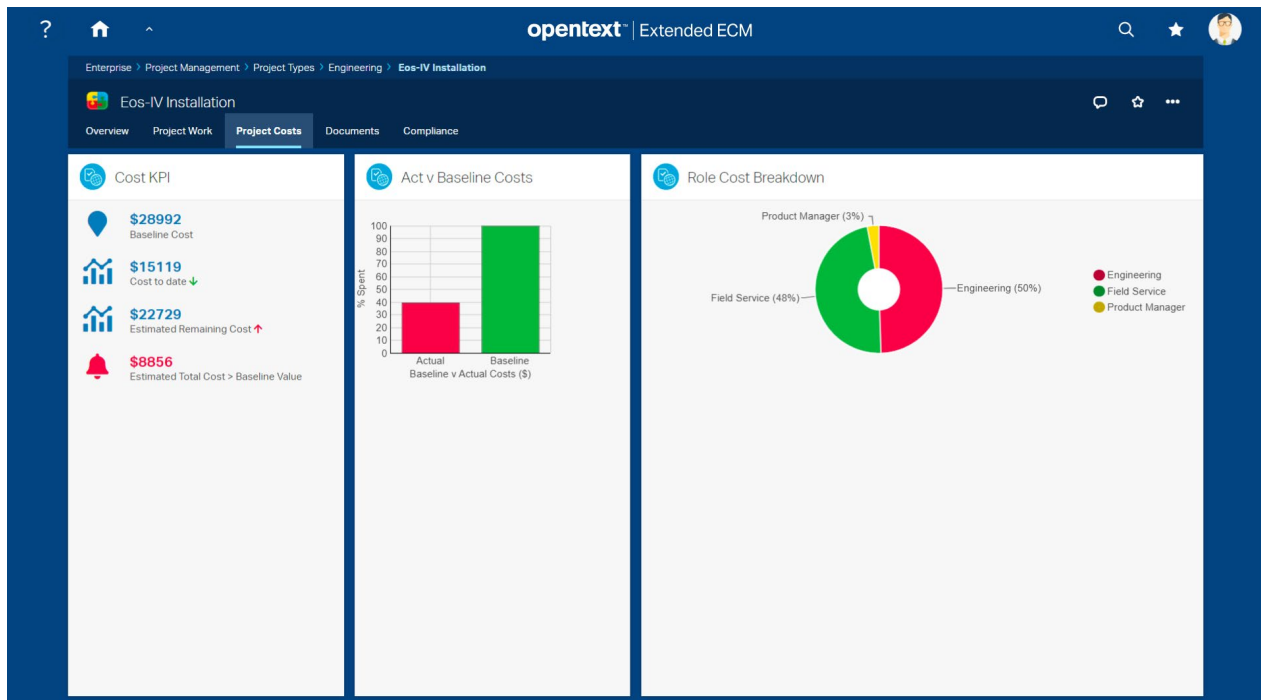 ?
opentext™ | Extended ECM
Enterprise > Project Management > Project Types > Engineering > Eos-IV Installation
Eos-IV Installation
Overview Project Work Project Costs Documents Compliance
Cost KPI
$28992
Baseline Cost
$15119
Cost to date
$22729
Estimated Remaining Cost
$8856
Estimated Total Cost > Baseline Value
Act v Baseline Costs
% Spent
100
90
80
70
60
50
40
30
20
10
0
Actual Baseline
Baseline v Actual Costs ($)
Role Cost Breakdown
Product Manager (3%)
Field Service (48%)
Engineering (50%)
Engineering
Field Service
Product Manager